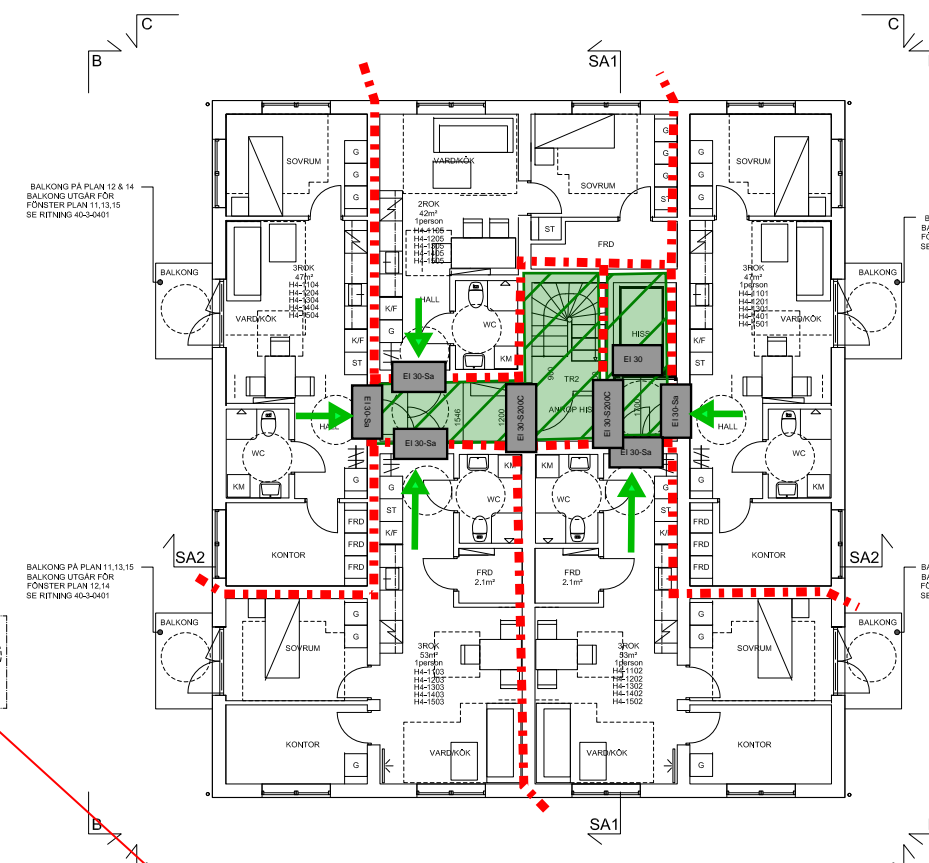 C
C
B
SA1
BALKONG PÅ PLAN 12 & 14
BALKONG UTGÅR FÖR
FÖNSTER PLAN 11,13,15
SE RITNING 40-3-0401
SOVRUM
G
G
G
VARD/KÖK
2ROK
42m²
1person
H4-1105
H4-1205
H4-1305
H4-1405
H4-1505
SOVRUM
ST
FRD
G
G
G
ST
SOVRUM
G
G
G
BALKONG
3ROK
47m²
H4-1104
H4-1204
H4-1304
H4-1404
H4-1504
VARD/KÖK
K/F
ST
HALL
K/F
G
WC
KM
HISS
TR2
900
ANROP HIS
1546
1200
1700
EI 30
EI 30-Sa
EI 30-Sa
EI 30-Sa
EI 30-S200C
EI 30-S200C
EI 30-Sa
EI 30-Sa
3ROK
47m²
1person
H4-1101
H4-1201
H4-1301
H4-1401
H4-1501
VARD/KÖK
K/F
ST
BALKONG
HALL
HALL
WC
KM
G
WC
KM
G
KM
KM
G
ST
K/F
WC
WC
G
ST
K/F
KONTOR
FRD
FRD
FRD
FRD
2.1m²
FRD
2.1m²
FRD
FRD
FRD
KONTOR
SA2
SA2
BALKONG PÅ PLAN 11,13,15
BALKONG UTGÅR FÖR
FÖNSTER PLAN 12,14
SE RITNING 40-3-0401
BALKONG
SOVRUM
G
G
3ROK
53m²
1person
H4-1103
H4-1203
H4-1303
H4-1403
H4-1503
3ROK
53m²
1person
H4-1102
H4-1202
H4-1302
H4-1402
H4-1502
G
G
SOVRUM
BALKONG
KONTOR
G
VARD/KÖK
VARD/KÖK
G
KONTOR
B
SA1
C
C